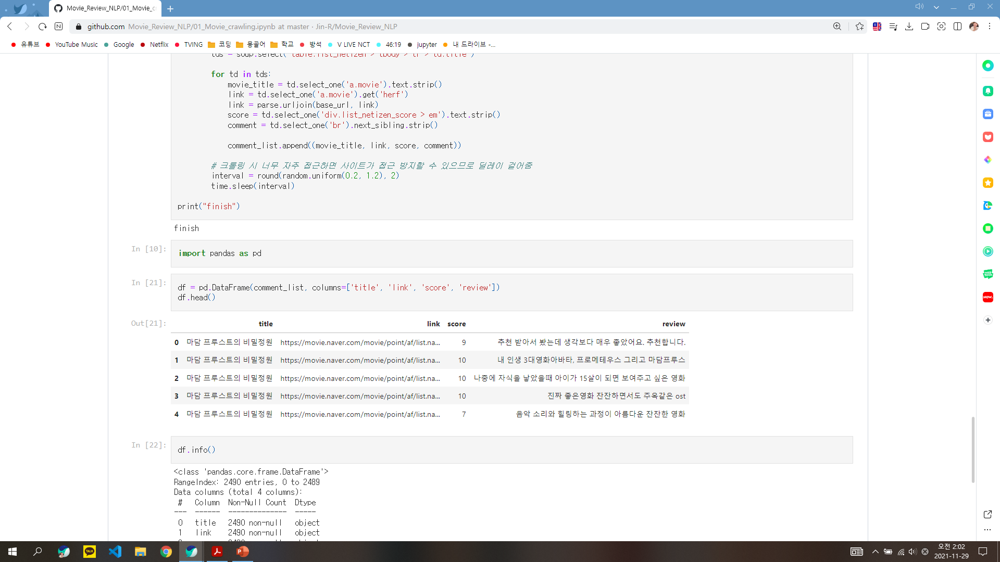 Movie_Review_NLP/01_Movie_c
github.com Movie_Review_NLP/01_Movie_crawling.ipynb at master · Jin-R/Movie_Review_NLP
유튜브 YouTube Music Google Netflix TVING 코딩 몽골어 학교 방석 V LIVE NCT 46:19 jupyter 내 드라이브 -...
tds = soup.select('table.list_netizen > tbody > tr > td.title')
for td in tds:
movie_title = td.select_one('a.movie').text.strip()
link = td.select_one('a.movie').get('herf')
link = parse.urljoin(base_url, link)
score = td.select_one('div.list_netizen_score > em').text.strip()
comment = td.select_one('br').next_sibling.strip()
comment_list.append((movie_title, link, score, comment))
# 크롤링 시 너무 자주 접근하면 사이트가 접근 방지할 수 있으므로 딜레이 걸어줌
interval = round(random.uniform(0.2, 1.2), 2)
time.sleep(interval)
print("finish")
finish
In [10]: import pandas as pd
In [21]: df = pd.DataFrame(comment_list, columns=['title', 'link', 'score', 'review'])
df.head()
Out[21]: title link score review
0 마담 프루스트의 비밀정원 https://movie.naver.com/movie/point/af/list.na... 9 추천 받아서 봤는데 생각보다 매우 좋았어요. 추천합니다.
1 마담 프루스트의 비밀정원 https://movie.naver.com/movie/point/af/list.na... 10 내 인생 3대영화아바타, 프로메테우스 그리고 마담프루스
2 마담 프루스트의 비밀정원 https://movie.naver.com/movie/point/af/list.na... 10 나중에 자식을 낳았을때 아이가 15살이 되면 보여주고 싶은 영화
3 마담 프루스트의 비밀정원 https://movie.naver.com/movie/point/af/list.na... 10 진짜 좋은영화 잔잔하면서도 주옥같은 ost
4 마담 프루스트의 비밀정원 https://movie.naver.com/movie/point/af/list.na... 7 음악 소리와 힐링하는 과정이 아름다운 잔잔한 영화
In [22]: df.info()
<class 'pandas.core.frame.DataFrame'>
RangeIndex: 2490 entries, 0 to 2489
Data columns (total 4 columns):
# Column Non-Null Count Dtype
--- ------ -------------- -----
0 title 2490 non-null object
1 link 2490 non-null object
오전 2:02
2021-11-29